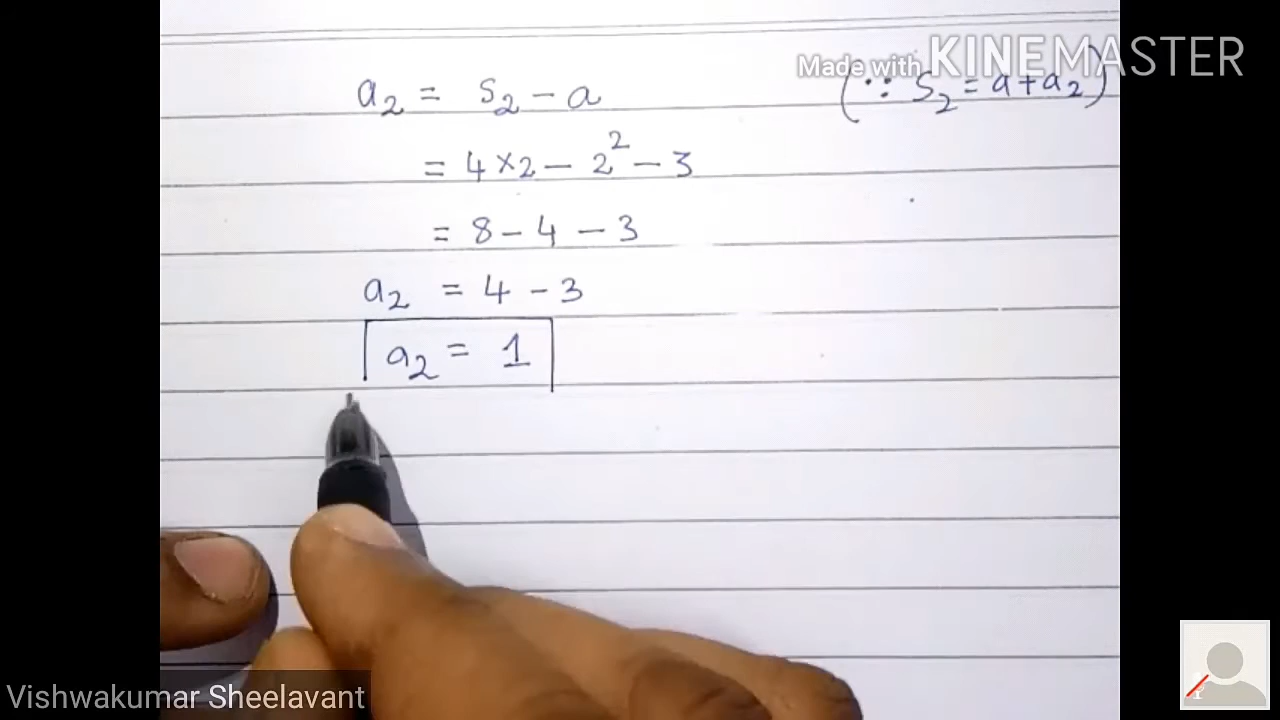 Made with KINEMASTER
a₂ = S₂ - a (∵ S₂ = a + a₂)
= 4 × 2 - 2² - 3
= 8 - 4 - 3
a₂ = 4 - 3
a₂ = 1
Vishwakumar Sheelavant